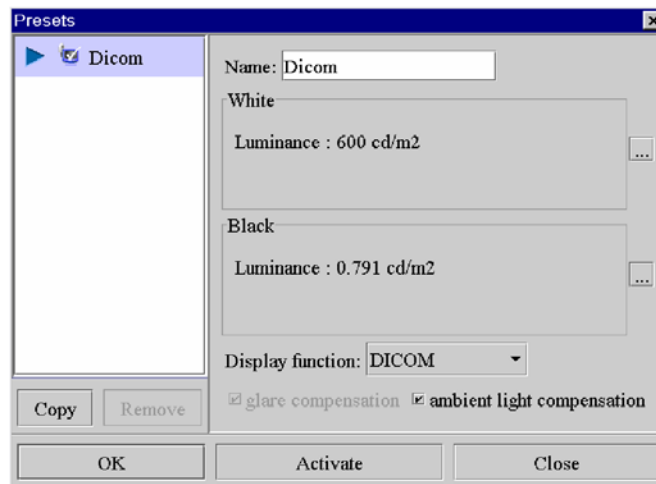 Presets
Dicom
Name: Dicom
White
Luminance : 600 cd/m2
...
Black
Luminance : 0.791 cd/m2
...
Display function: DICOM
glare compensation ambient light compensation
Copy Remove
OK Activate Close